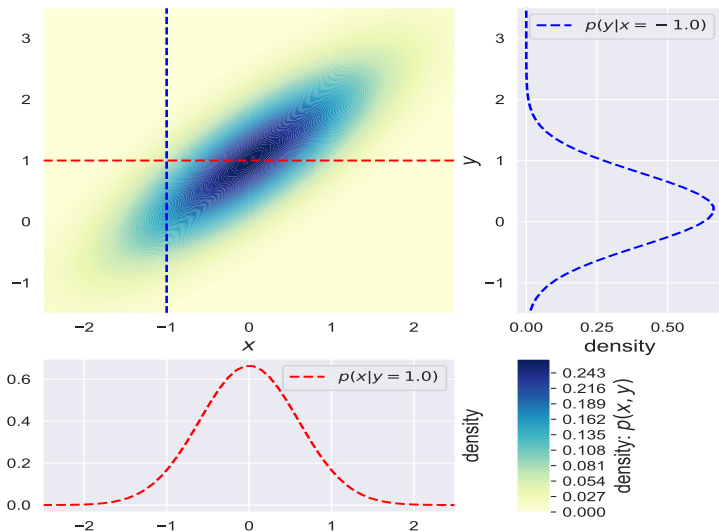 3
2
1
0
−1
y
−2 −1 0 1 2
x
p(y|x = − 1.0)
3
2
1
0
−1
0.00 0.25 0.50
density
p(x|y = 1.0)
0.6
0.4
0.2
0.0
−2 −1 0 1 2
density
0.243
0.216
0.189
0.162
0.135
0.108
0.081
0.054
0.027
0.000
density: p(x, y)